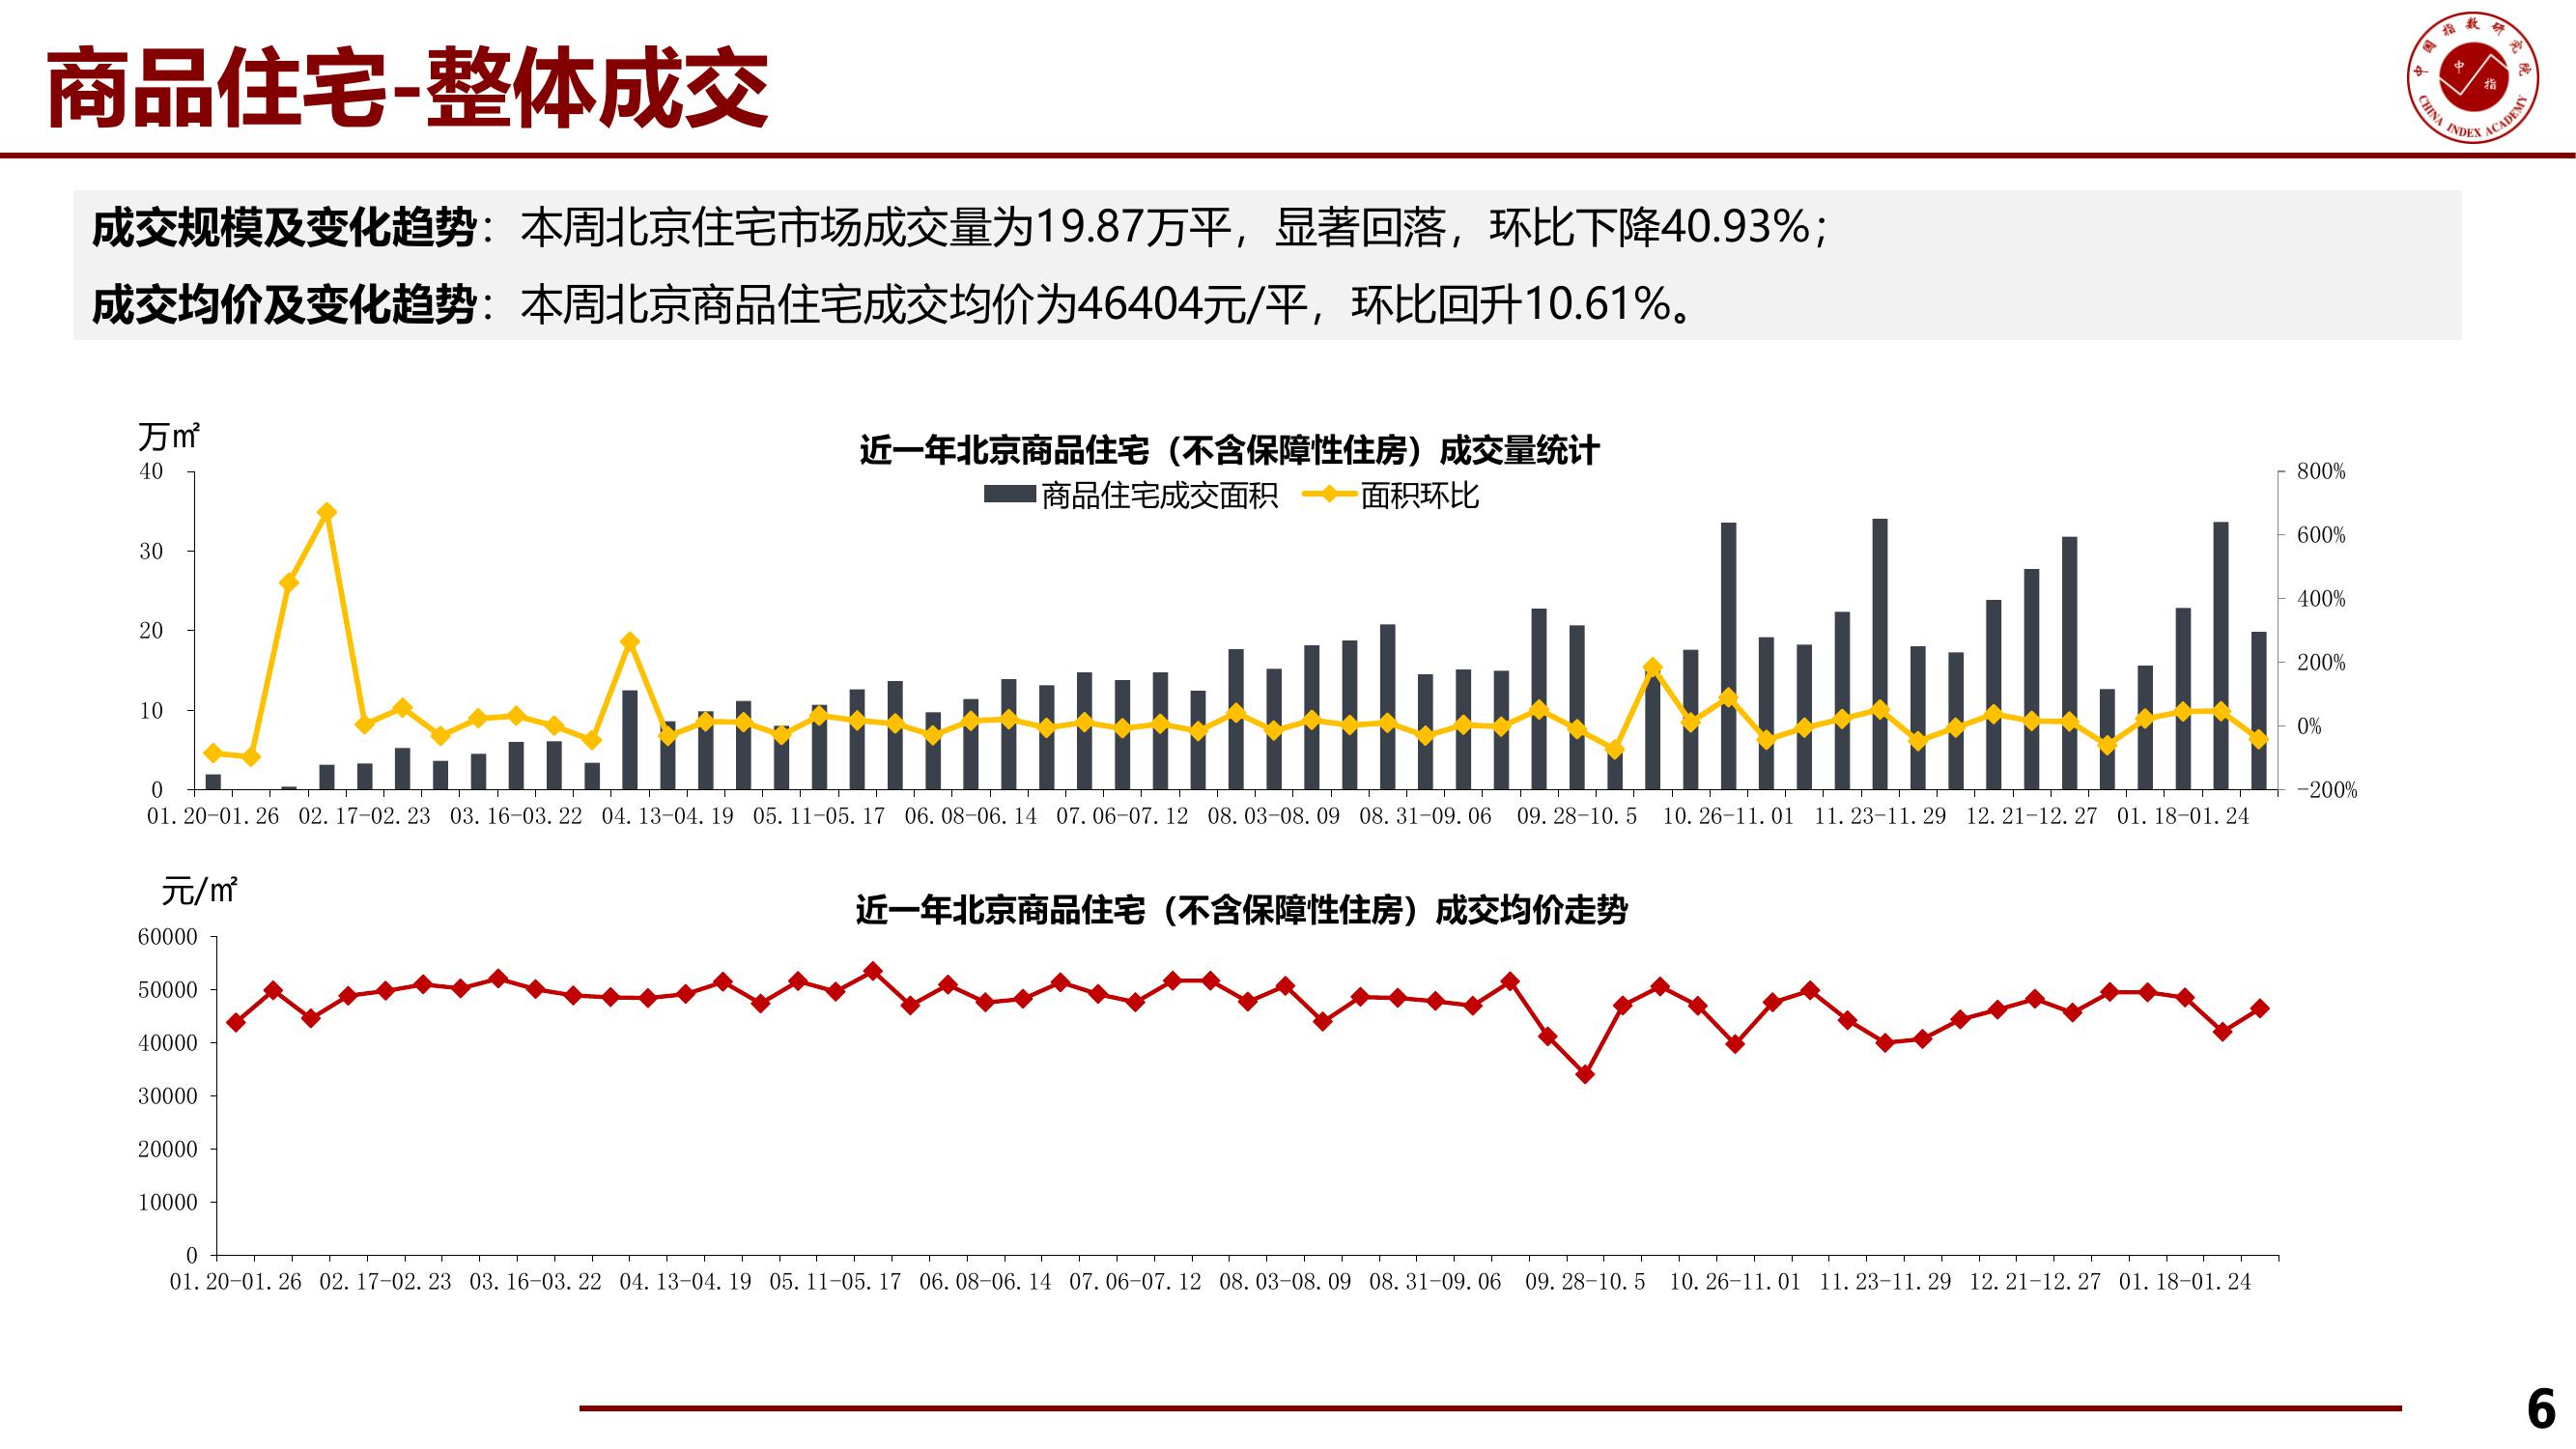 商品住宅-整体成交
中国指数研究院
中指
CHINA INDEX ACADEMY
成交规模及变化趋势：本周北京住宅市场成交量为19.87万平，显著回落，环比下降40.93%；
成交均价及变化趋势：本周北京商品住宅成交均价为46404元/平，环比回升10.61%。
万㎡
近一年北京商品住宅（不含保障性住房）成交量统计
商品住宅成交面积 面积环比
40
30
20
10
0
800%
600%
400%
200%
0%
-200%
01.20-01.26 02.17-02.23 03.16-03.22 04.13-04.19 05.11-05.17 06.08-06.14 07.06-07.12 08.03-08.09 08.31-09.06 09.28-10.5 10.26-11.01 11.23-11.29 12.21-12.27 01.18-01.24
元/㎡
近一年北京商品住宅（不含保障性住房）成交均价走势
60000
50000
40000
30000
20000
10000
0
01.20-01.26 02.17-02.23 03.16-03.22 04.13-04.19 05.11-05.17 06.08-06.14 07.06-07.12 08.03-08.09 08.31-09.06 09.28-10.5 10.26-11.01 11.23-11.29 12.21-12.27 01.18-01.24
6